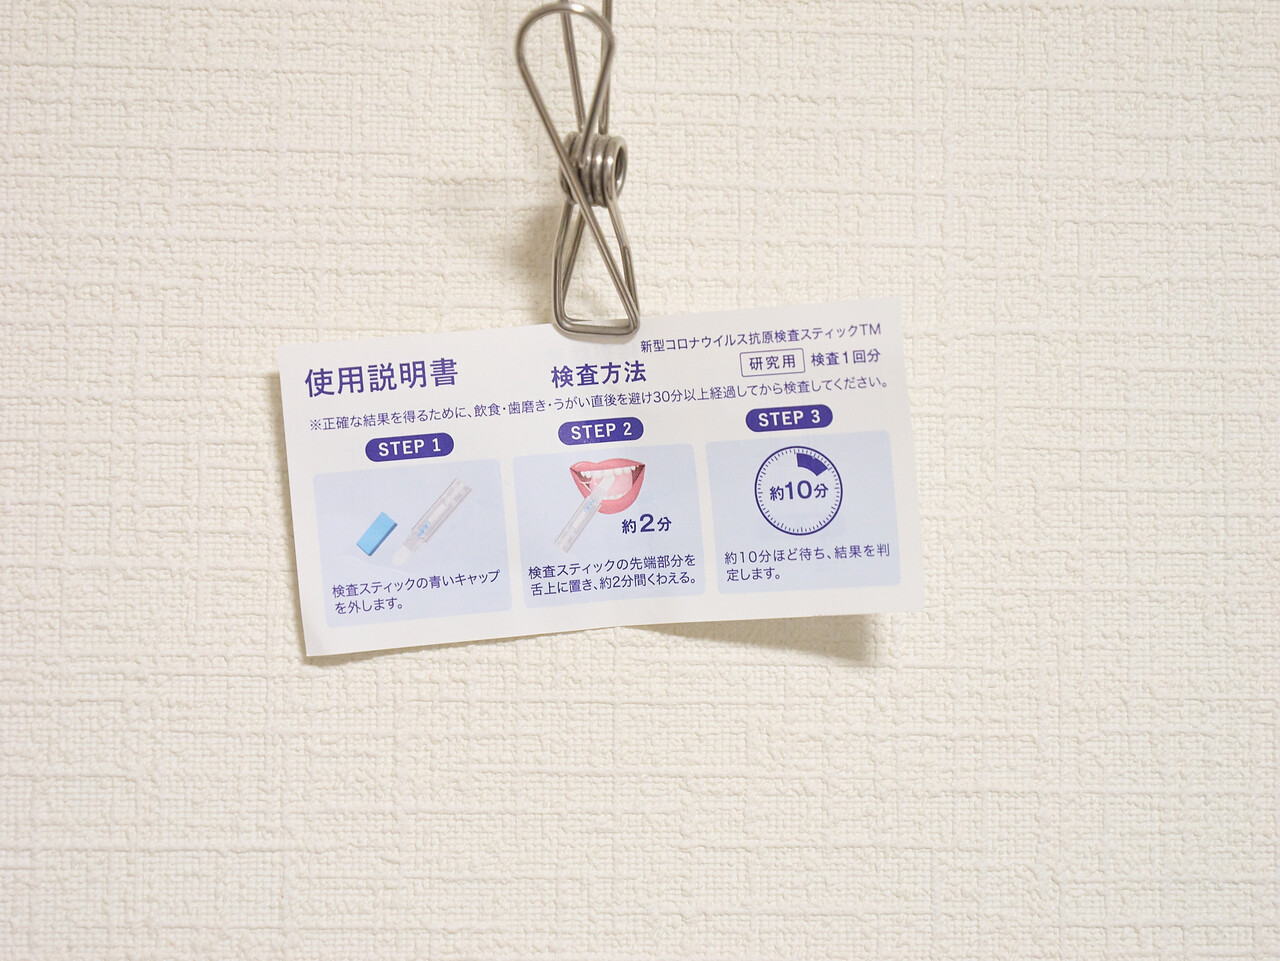 使用説明書
検査方法
新型コロナウイルス抗原検査スティックTM
研究用 検査1回分
※正確な結果を得るために、飲食・歯磨き・うがい直後を避け30分以上経過してから検査してください。
STEP 1
検査スティックの青いキャップ
を外します。
STEP 2
約2分
検査スティックの先端部分を
舌上に置き、約2分間くわえる。
STEP 3
約10分
約10分ほど待ち、結果を判
定します。